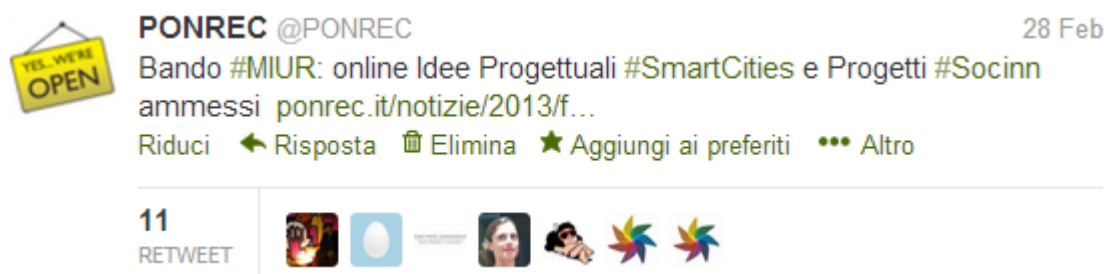 YES.. WE'RE
OPEN
PONREC @PONREC 28 Feb
Bando #MIUR: online Idee Progettuali #SmartCities e Progetti #Socinn
ammessi ponrec.it/notizie/2013/f...
Riduci Risposta Elimina Aggiungi ai preferiti ••• Altro
11
RETWEET